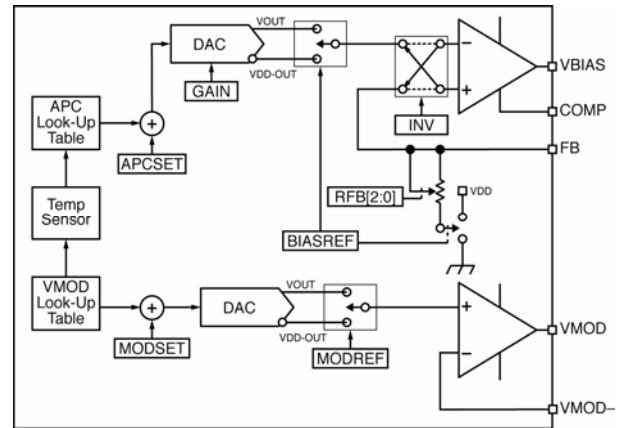 VOUT
DAC
VDD-OUT
GAIN
−
+
VBIAS
COMP
FB
INV
APC
Look-Up
Table
+
APCSET
RFB[2:0]
VDD
Temp
Sensor
BIASREF
VMOD
Look-Up
Table
+
MODSET
VOUT
DAC
VDD-OUT
MODREF
+
−
VMOD
VMOD–